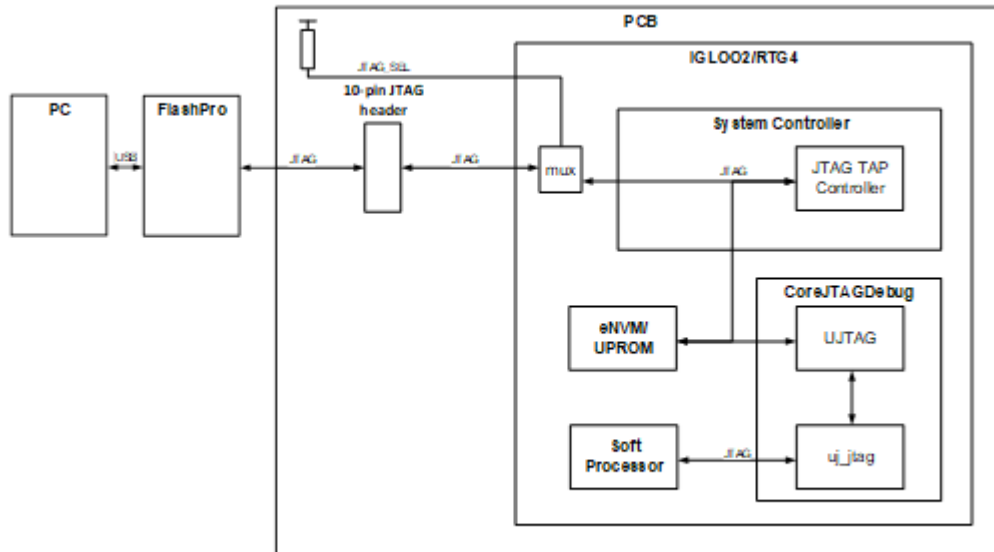 PCB
IGLOO2/RTG4
JTAG_SEL
10-pin JTAG
header
PC
FlashPro
System Controller
USB
JTAG
JTAG
mux
JTAG
JTAG TAP
Controller
CoreJTAGDebug
eNVM/
UPROM
UJTAG
Soft
Processor
JTAG
uj_jtag